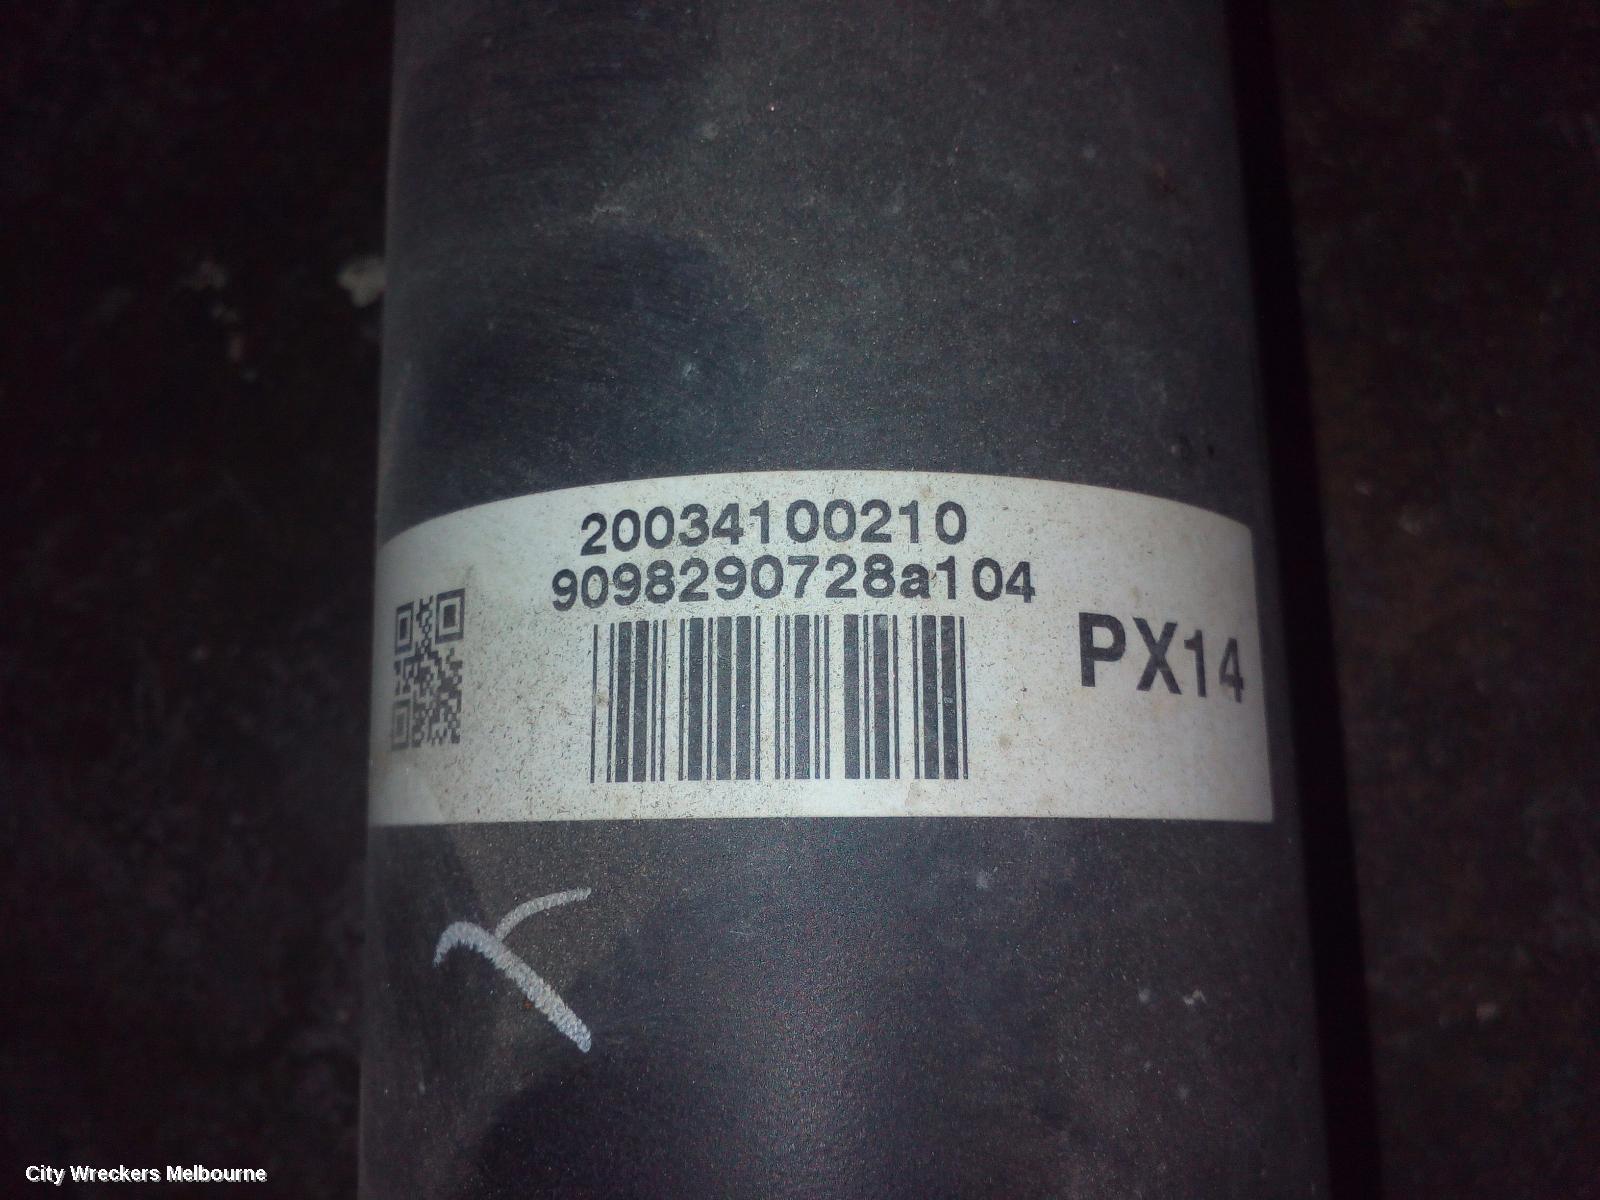 20034100210
9098290728a104
PX14
City Wreckers Melbourne